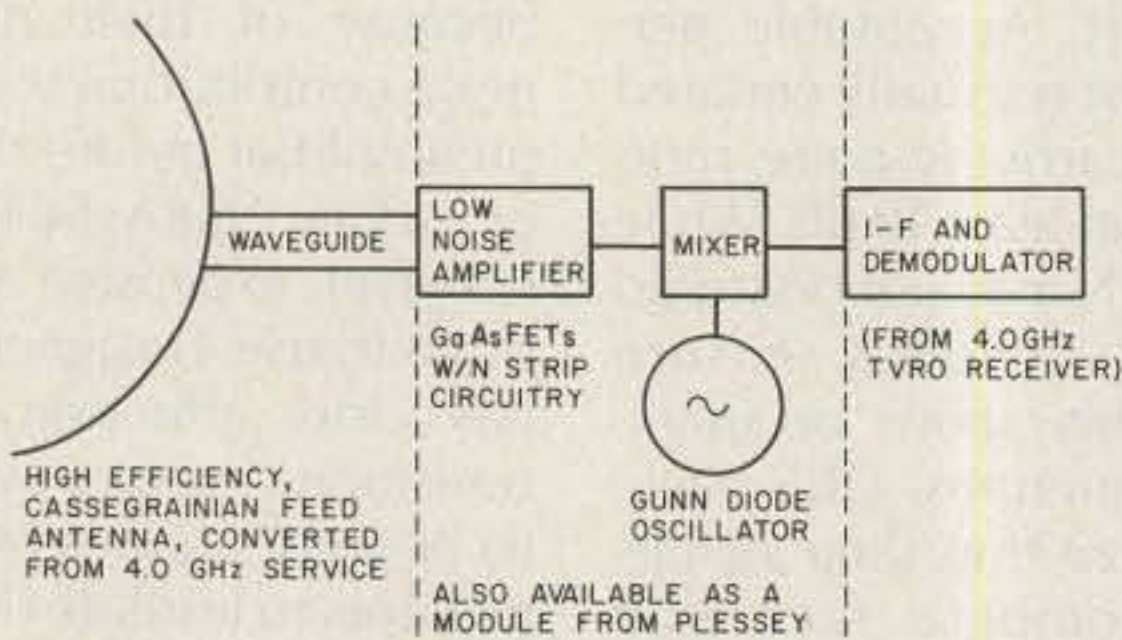 WAVEGUIDE
LOW
NOISE
AMPLIFIER
MIXER
I-F AND
DEMODULATOR
GaAsFETs
W/N STRIP
CIRCUITRY
(FROM 4.0GHz
TVRO RECEIVER)
GUNN DIODE
OSCILLATOR
HIGH EFFICIENCY,
CASSEGRAINIAN FEED
ANTENNA, CONVERTED
FROM 4.0 GHz SERVICE
ALSO AVAILABLE AS A
MODULE FROM PLESSEY